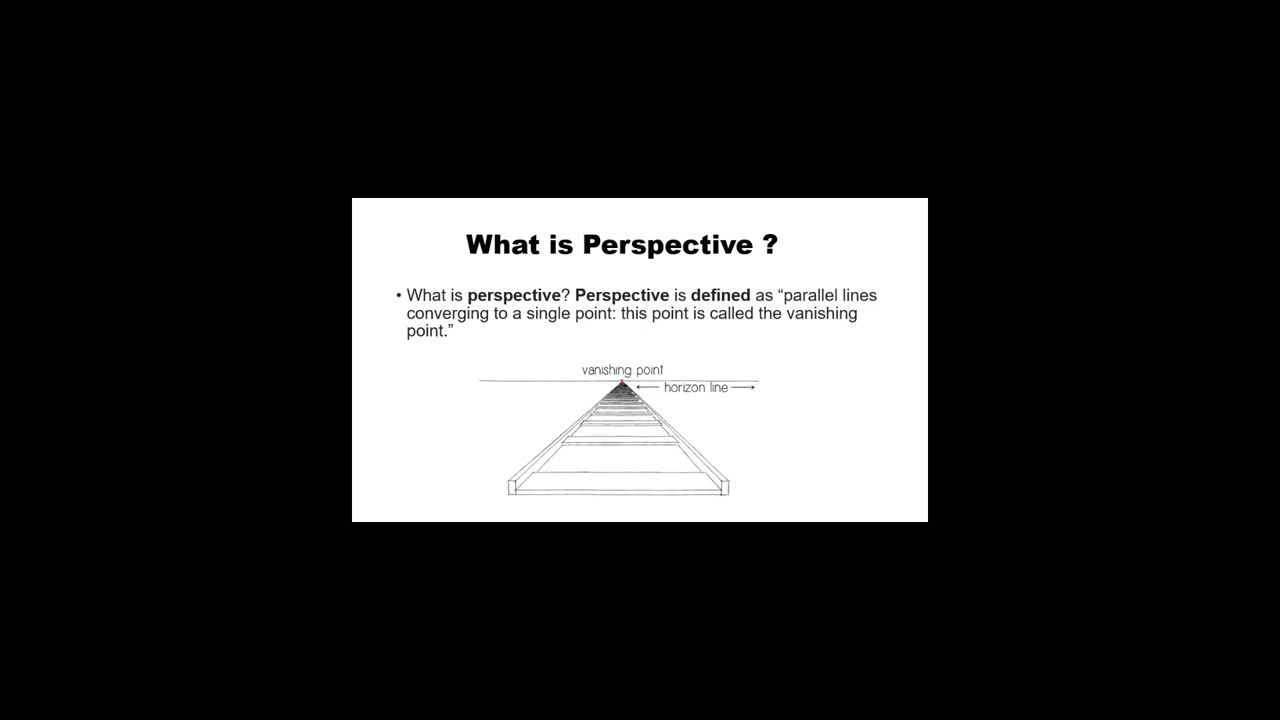 What is Perspective ?
• What is perspective? Perspective is defined as “parallel lines
converging to a single point: this point is called the vanishing
point.”
vanishing point
horizon line